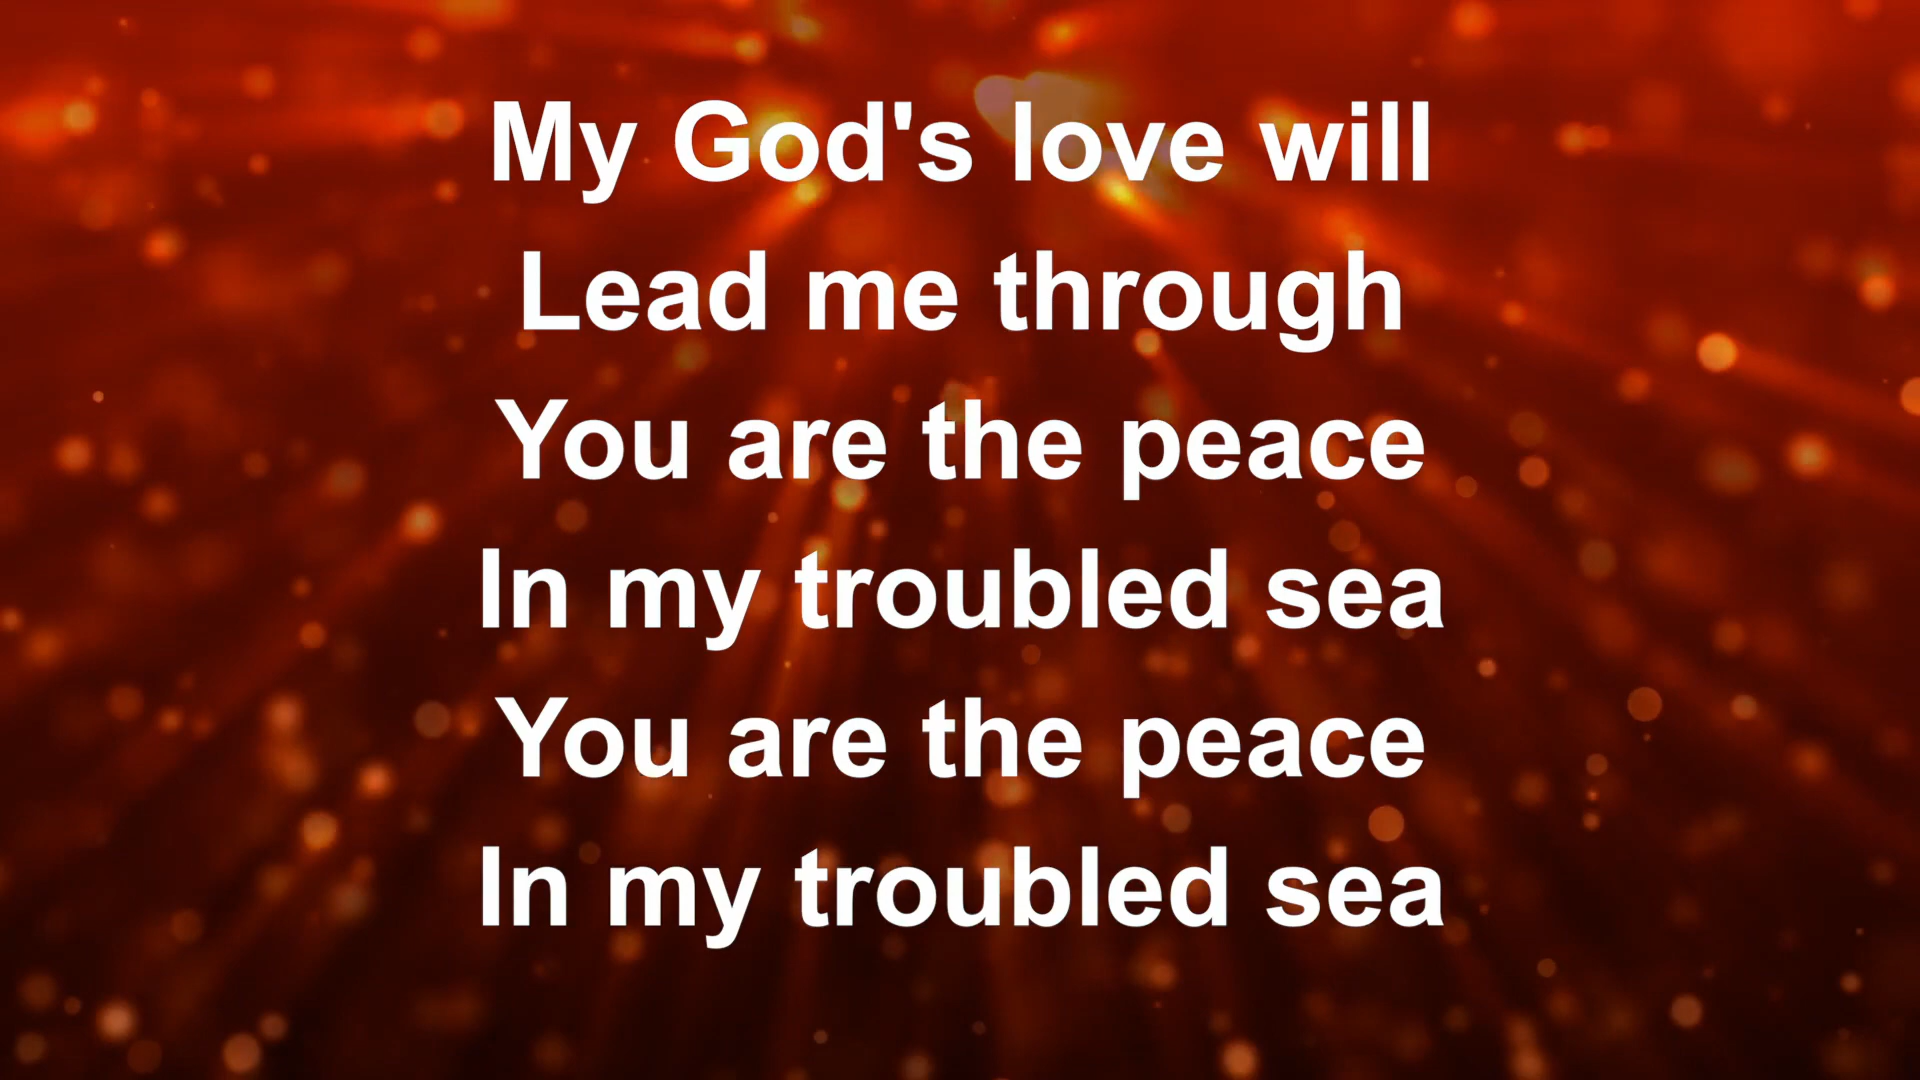 My God's love will
Lead me through
You are the peace
In my troubled sea
You are the peace
In my troubled sea